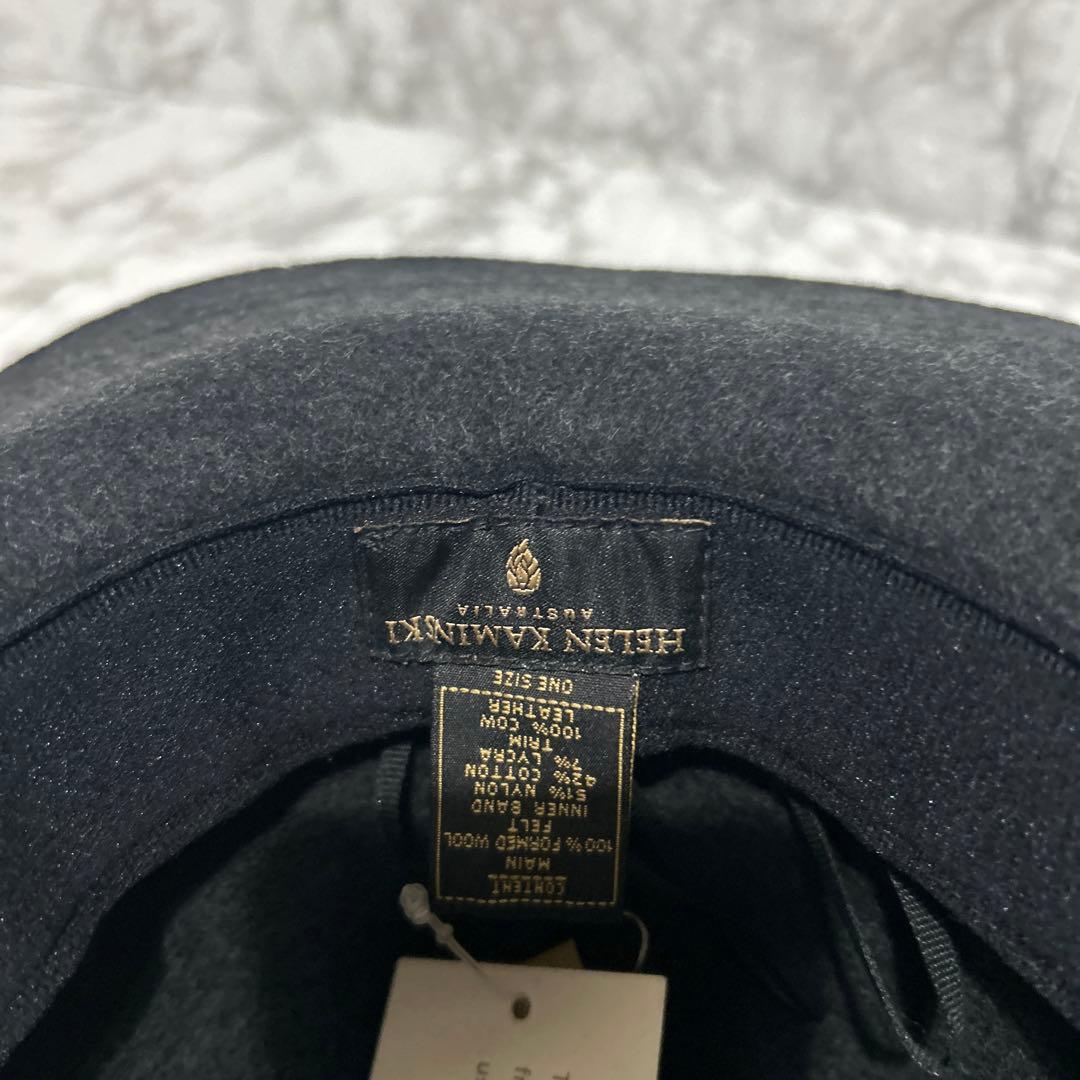 HELEN KAMINSKI
AUSTRALIA
CONTENT
MAIN
100% FORMED WOOL
FELT
INNER BAND
51% NYLON
42% COTTON
7% LYCRA
TRIM
100% COW
LEATHER
ONE SIZE